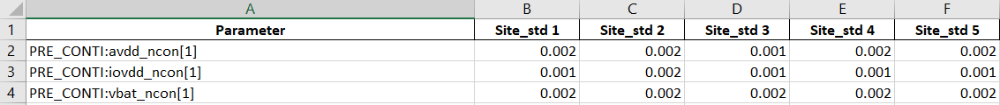 A B C D E F
1 Parameter Site_std 1 Site_std 2 Site_std 3 Site_std 4 Site_std 5
2 PRE_CONTI:avdd_ncon[1] 0.002 0.002 0.001 0.002 0.002
3 PRE_CONTI:iovdd_ncon[1] 0.001 0.002 0.001 0.001 0.001
4 PRE_CONTI:vbat_ncon[1] 0.002 0.002 0.002 0.002 0.002